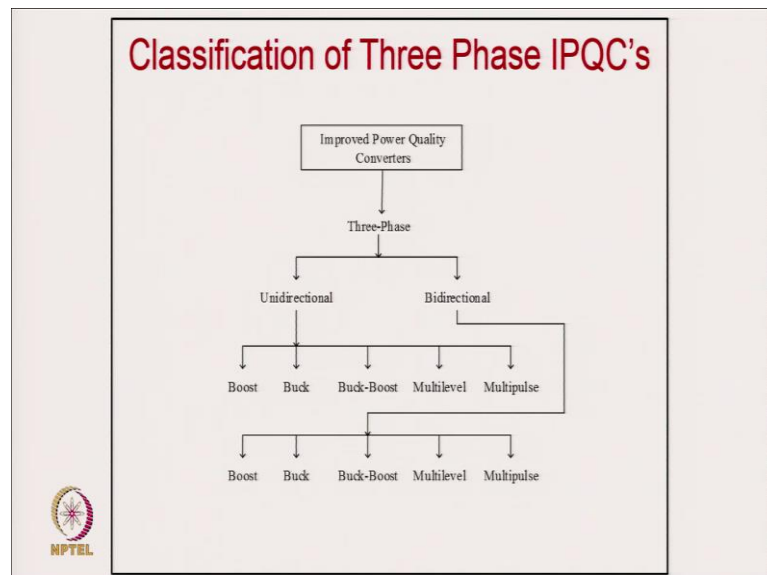 Classification of Three Phase IPQC's
Improved Power Quality
Converters
Three-Phase
Unidirectional Bidirectional
Boost Buck Buck-Boost Multilevel Multipulse
Boost Buck Buck-Boost Multilevel Multipulse
NPTEL